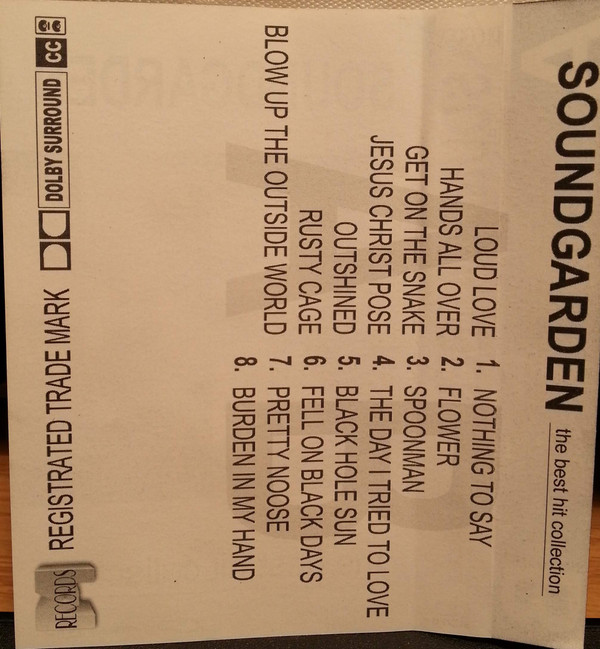 SOUNDGARDEN the best hit collection
LOUD LOVE 1. NOTHING TO SAY
HANDS ALL OVER 2. FLOWER
GET ON THE SNAKE 3. SPOONMAN
JESUS CHRIST POSE 4. THE DAY I TRIED TO LOVE
OUTSHINED 5. BLACK HOLE SUN
RUSTY CAGE 6. FELL ON BLACK DAYS
BLOW UP THE OUTSIDE WORLD 7. PRETTY NOOSE
8. BURDEN IN MY HAND
CC DOLBY SURROUND REGISTRATED TRADE MARK RECORDS